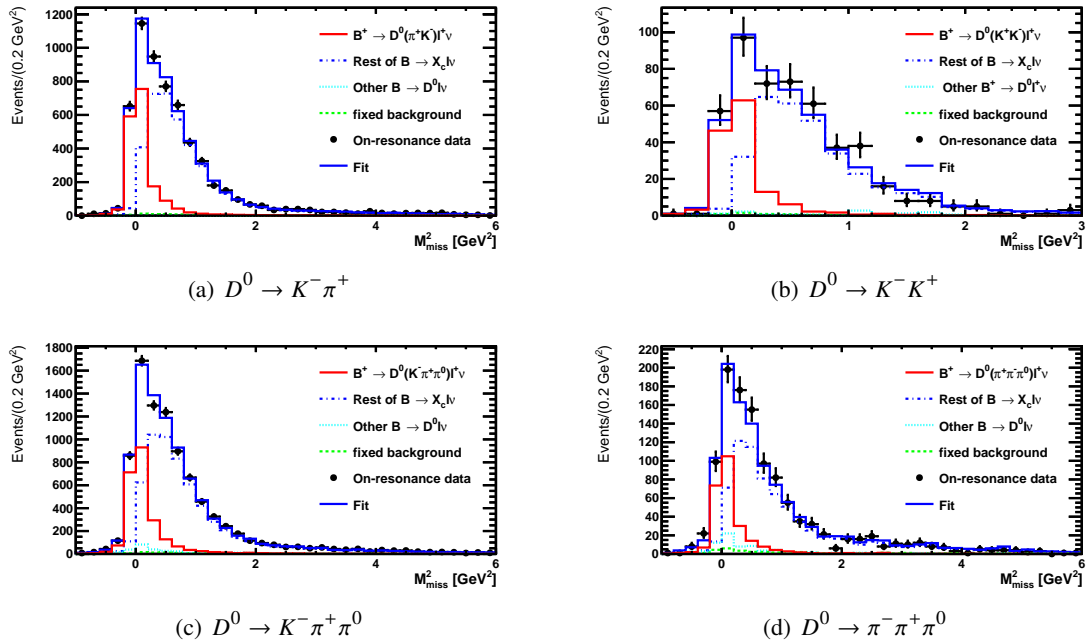 Events/(0.2 GeV²)
1200
1000
800
600
400
200
0
0 2 4 6
M²miss [GeV²]
B⁺ → D⁰(π⁺K⁻)l⁺ν
Rest of B → X_c lν
Other B → D⁰lν
fixed background
On-resonance data
Fit
(a) D⁰ → K⁻π⁺
Events/(0.2 GeV²)
100
80
60
40
20
0
0 1 2 3
M²miss [GeV²]
B⁺ → D⁰(K⁺K⁻)l⁺ν
Rest of B → X_c lν
Other B⁺ → D⁰l⁺ν
fixed background
On-resonance data
Fit
(b) D⁰ → K⁻K⁺
Events/(0.2 GeV²)
1800
1600
1400
1200
1000
800
600
400
200
0
0 2 4 6
M²miss [GeV²]
B⁺ → D⁰(K⁻π⁺π⁰)l⁺ν
Rest of B → X_c lν
Other B → D⁰lν
fixed background
On-resonance data
Fit
(c) D⁰ → K⁻π⁺π⁰
Events/(0.2 GeV²)
220
200
180
160
140
120
100
80
60
40
20
0
0 2 4 6
M²miss [GeV²]
B⁺ → D⁰(π⁺π⁻π⁰)l⁺ν
Rest of B → X_c lν
Other B → D⁰lν
fixed background
On-resonance data
Fit
(d) D⁰ → π⁻π⁺π⁰